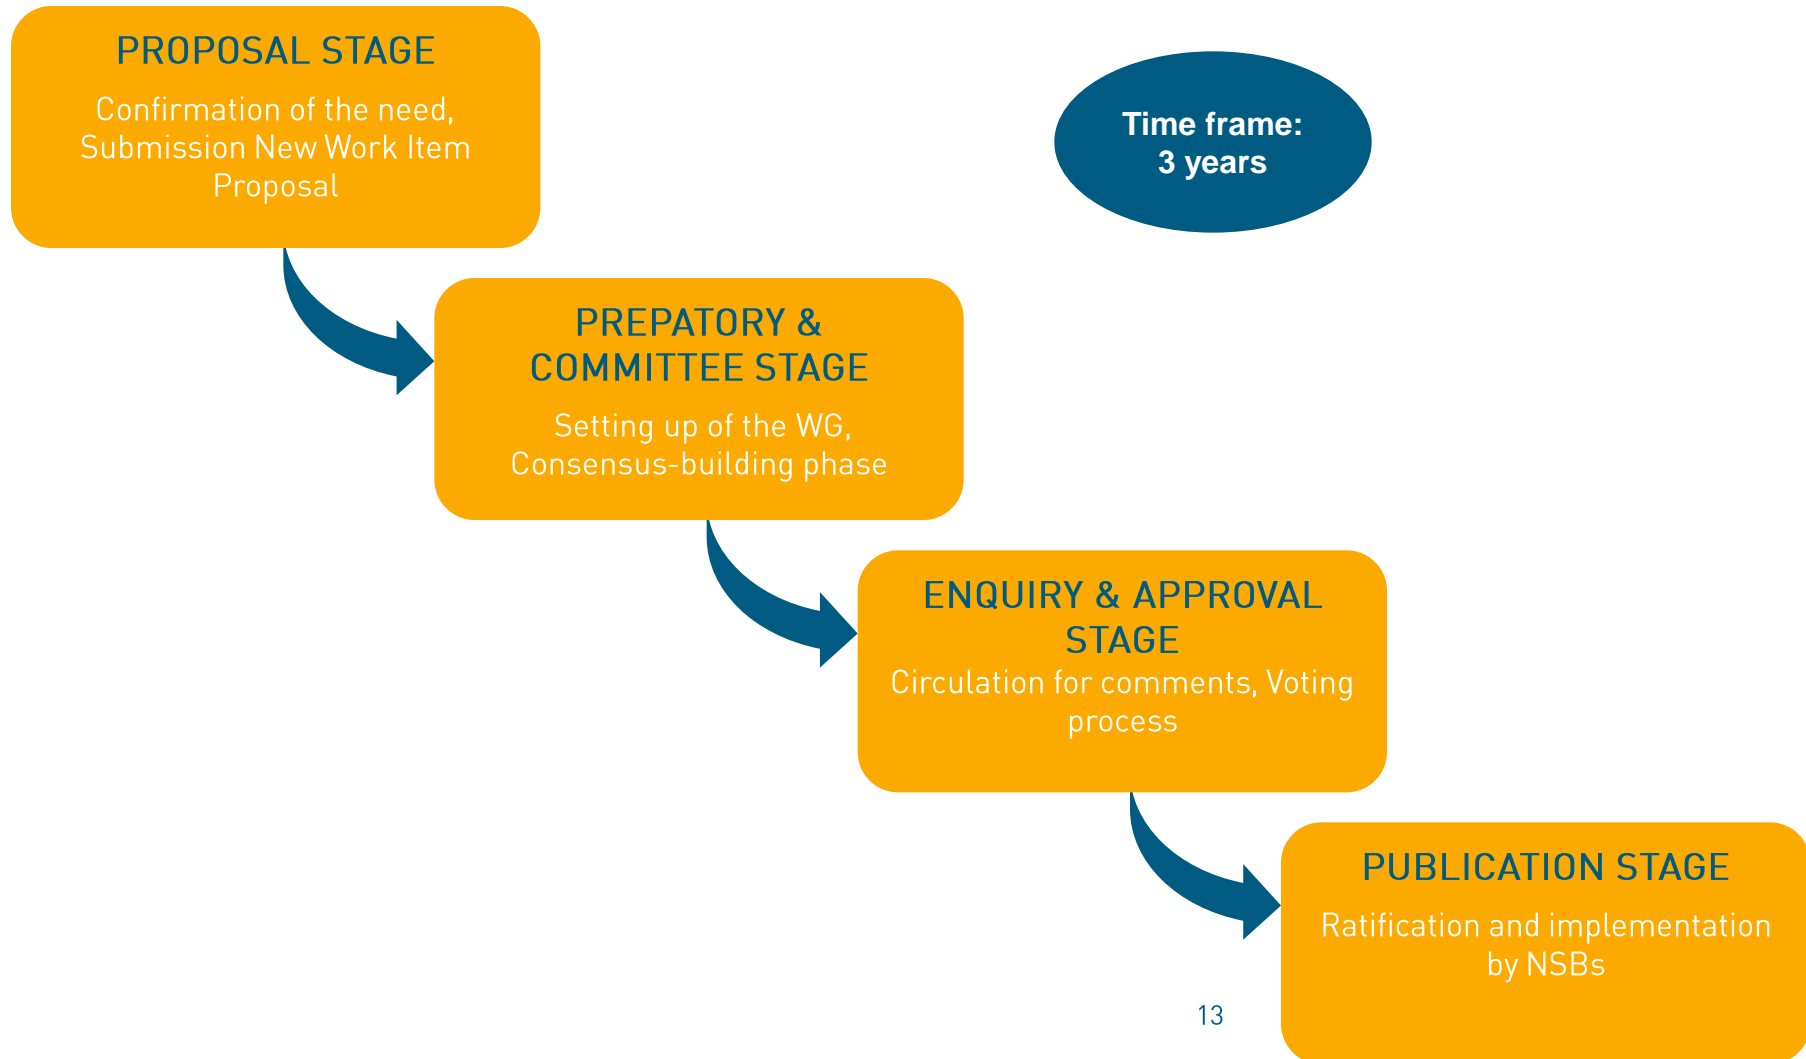 PROPOSAL STAGE
Confirmation of the need,
Submission New Work Item
Proposal
Time frame:
3 years
PREPATORY &
COMMITTEE STAGE
Setting up of the WG,
Consensus-building phase
ENQUIRY & APPROVAL
STAGE
Circulation for comments, Voting
process
PUBLICATION STAGE
Ratification and implementation
by NSBs
13